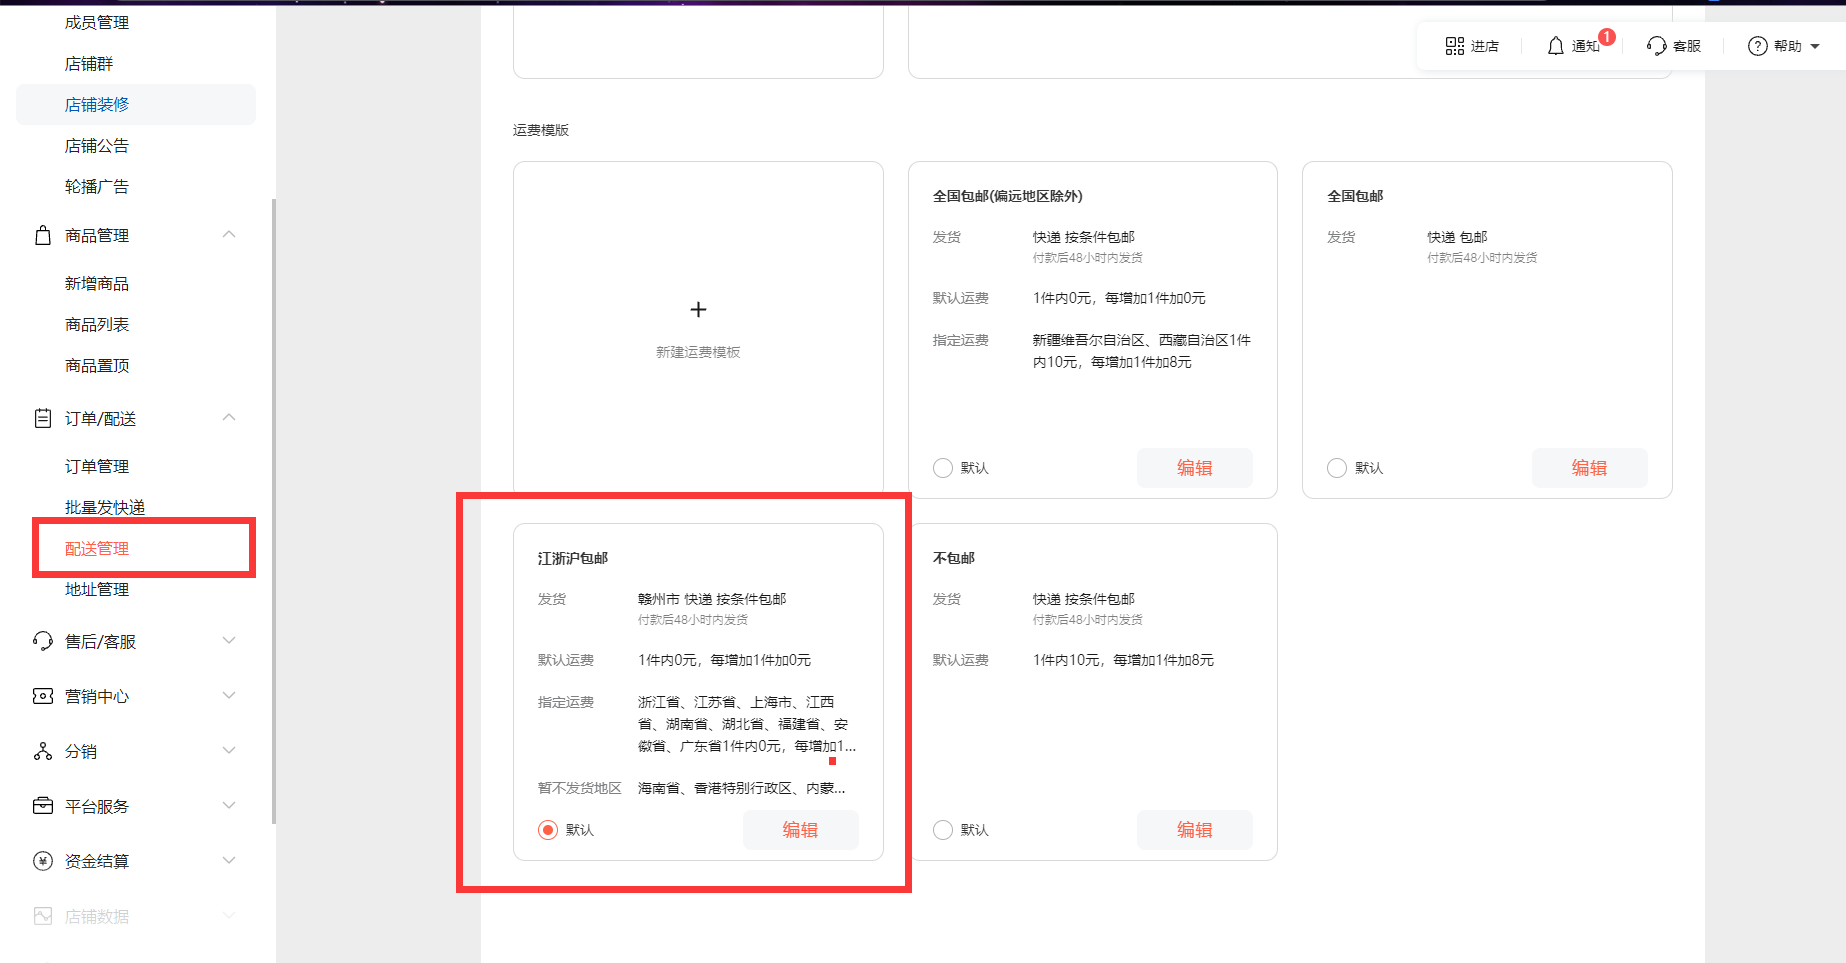 成员管理
店铺群
店铺装修
店铺公告
轮播广告
商品管理
新增商品
商品列表
商品置顶
订单/配送
订单管理
批量发快递
配送管理
地址管理
售后/客服
营销中心
分销
平台服务
资金结算
店铺数据
进店
通知
1
客服
帮助
运费模版
+
新建运费模板
全国包邮(偏远地区除外)
发货
快递 按条件包邮
付款后48小时内发货
默认运费
1件内0元，每增加1件加0元
指定运费
新疆维吾尔自治区、西藏自治区1件
内10元，每增加1件加8元
默认
编辑
全国包邮
发货
快递 包邮
付款后48小时内发货
默认
编辑
江浙沪包邮
发货
赣州市 快递 按条件包邮
付款后48小时内发货
默认运费
1件内0元，每增加1件加0元
指定运费
浙江省、江苏省、上海市、江西
省、湖南省、湖北省、福建省、安
徽省、广东省1件内0元，每增加1...
暂不发货地区
海南省、香港特别行政区、内蒙...
默认
编辑
不包邮
发货
快递 按条件包邮
付款后48小时内发货
默认运费
1件内10元，每增加1件加8元
默认
编辑